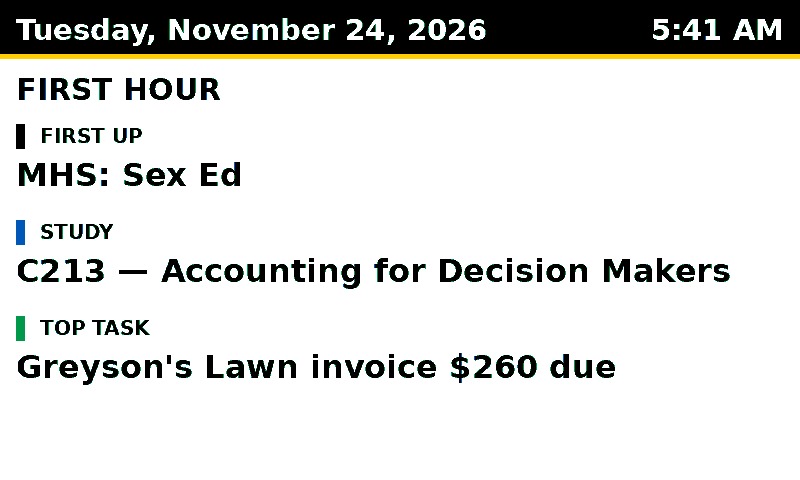 Tuesday, November 24, 2026 5:41 AM
FIRST HOUR
FIRST UP
MHS: Sex Ed
STUDY
C213 — Accounting for Decision Makers
TOP TASK
Greyson's Lawn invoice $260 due